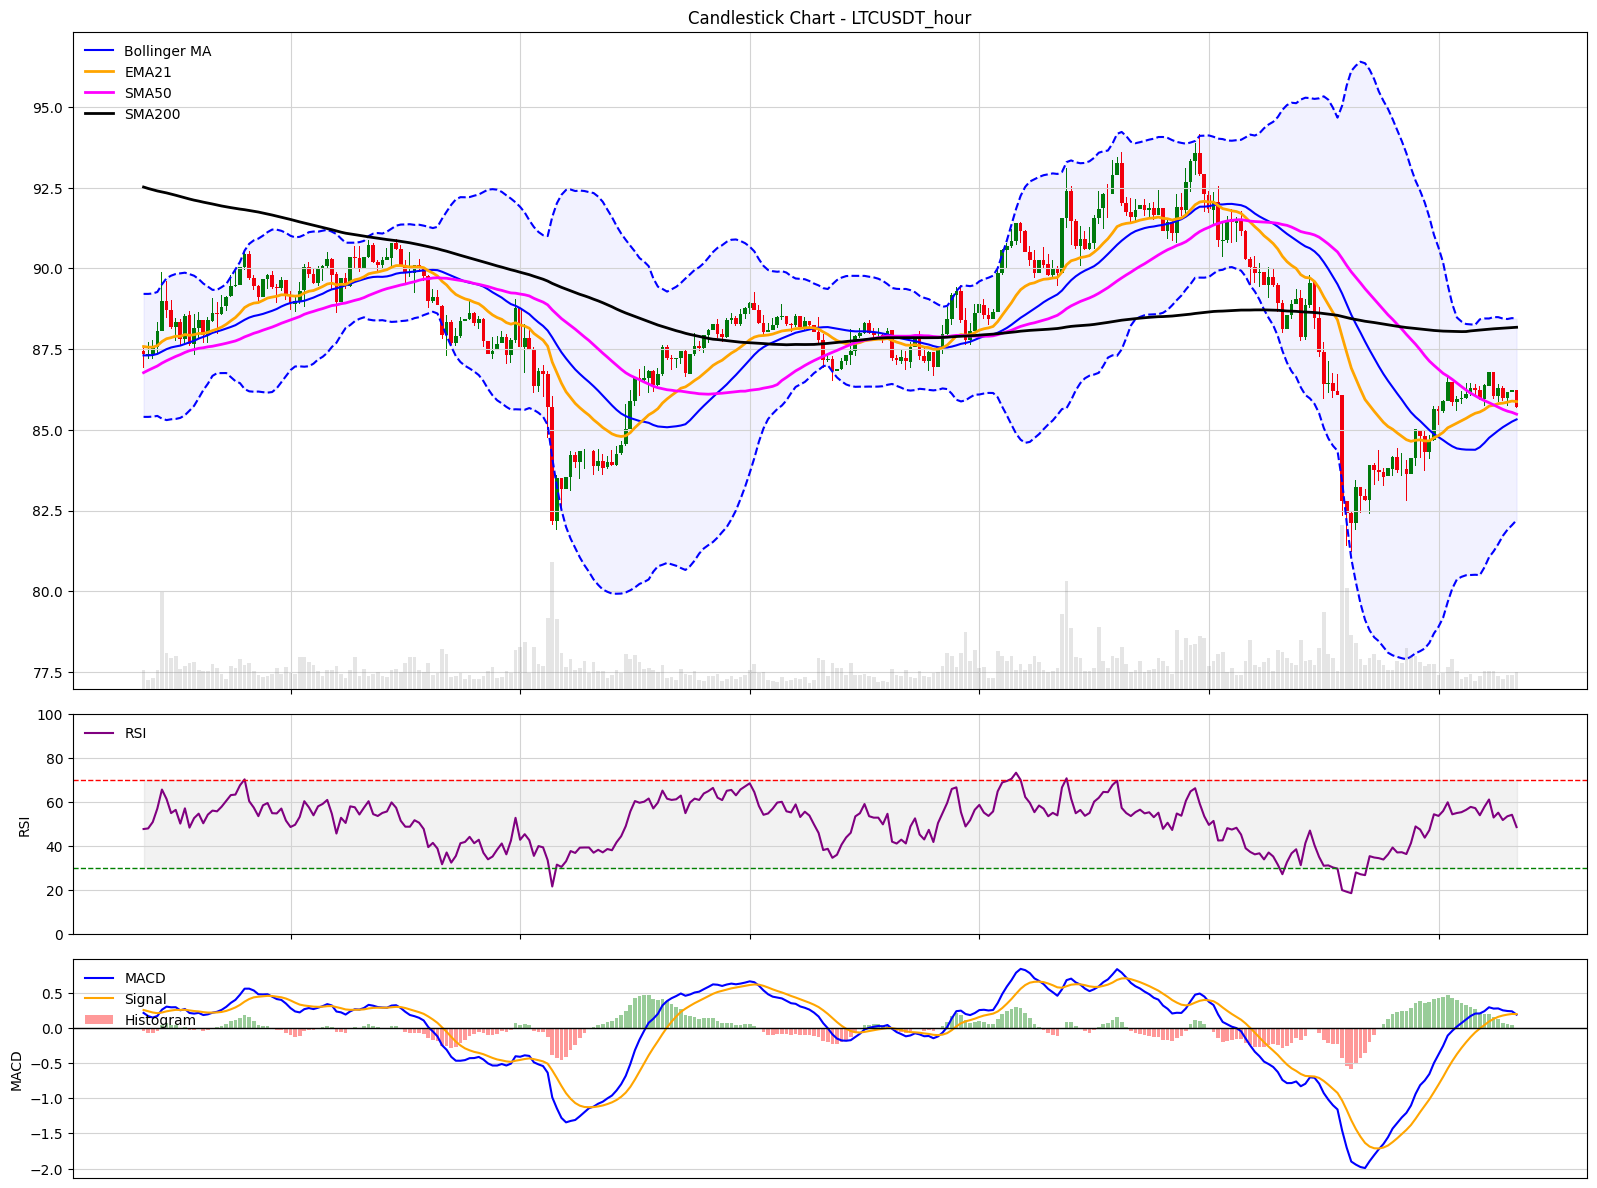 Candlestick Chart - LTCUSDT_hour
Bollinger MA
EMA21
SMA50
SMA200
95.0
92.5
90.0
87.5
85.0
82.5
80.0
77.5
100
RSI
80
60
RSI
40
20
0
MACD
0.5
Signal
Histogram
0.0
MACD
−0.5
−1.0
−1.5
−2.0